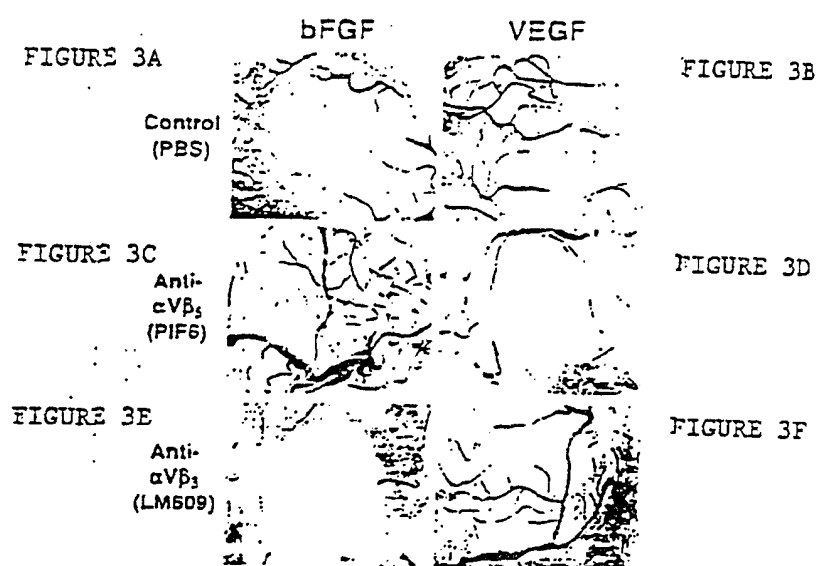 bFGF VEGF
FIGURE 3A
FIGURE 3B
Control
(PBS)
FIGURE 3C
FIGURE 3D
Anti-
αVβ5
(PIF6)
FIGURE 3E
FIGURE 3F
Anti-
αVβ3
(LM609)